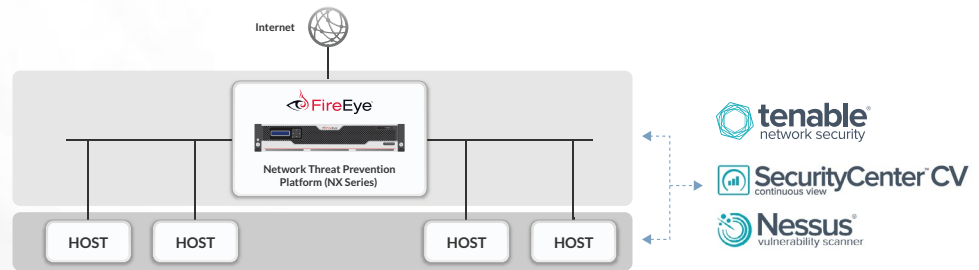 Internet
FireEye
Network Threat Prevention
Platform (NX Series)
HOST
HOST
HOST
HOST
tenable®
network security
SecurityCenter™ CV
continuous view
Nessus®
vulnerability scanner